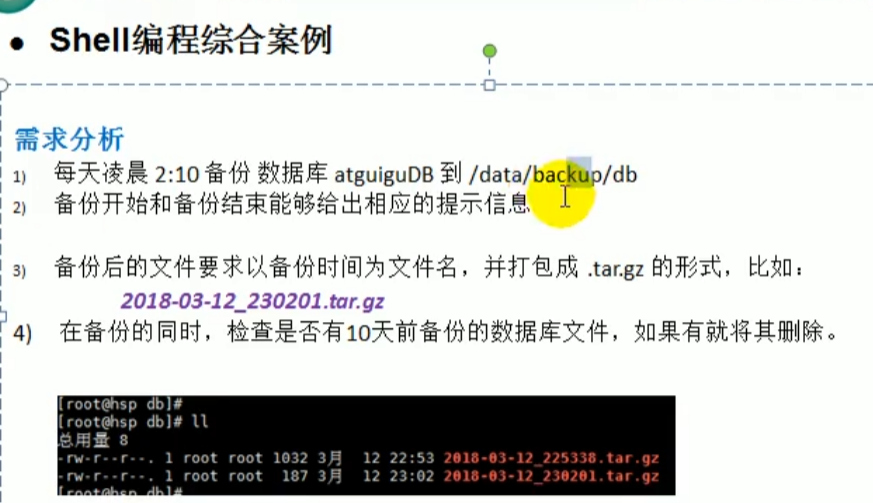 • Shell编程综合案例
需求分析
1) 每天凌晨 2:10 备份 数据库 atguiguDB 到 /data/backup/db
2) 备份开始和备份结束能够给出相应的提示信息
3) 备份后的文件要求以备份时间为文件名，并打包成 .tar.gz 的形式，比如：
2018-03-12_230201.tar.gz
4) 在备份的同时，检查是否有10天前备份的数据库文件，如果有就将其删除。
[root@hsp db]#
[root@hsp db]# ll
总用量 8
-rw-r--r--. 1 root root 1032 3月 12 22:53 2018-03-12_225338.tar.gz
-rw-r--r--. 1 root root 187 3月 12 23:02 2018-03-12_230201.tar.gz
[root@hsp db]#